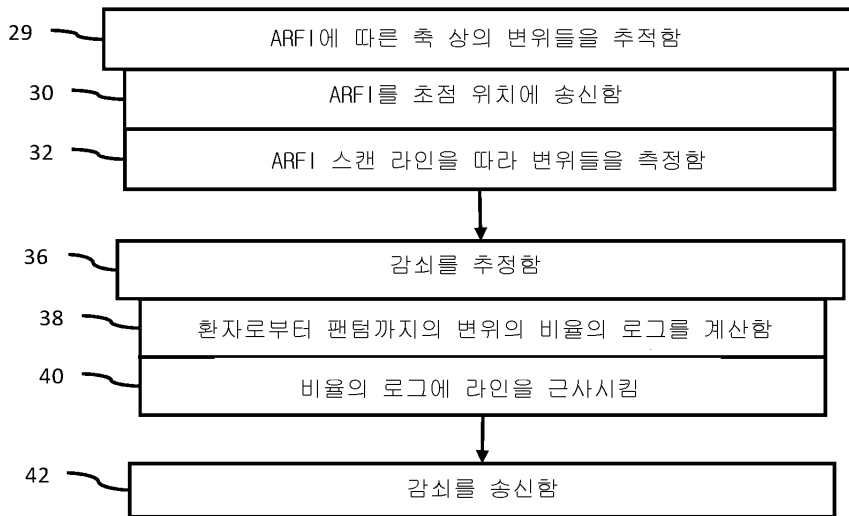 29 ARFI에 따른 축 상의 변위들을 추적함
30 ARFI를 초점 위치에 송신함
32 ARFI 스캔 라인을 따라 변위들을 측정함
36 감쇠를 추정함
38 환자로부터 팬텀까지의 변위의 비율의 로그를 계산함
40 비율의 로그에 라인을 근사시킴
42 감쇠를 송신함